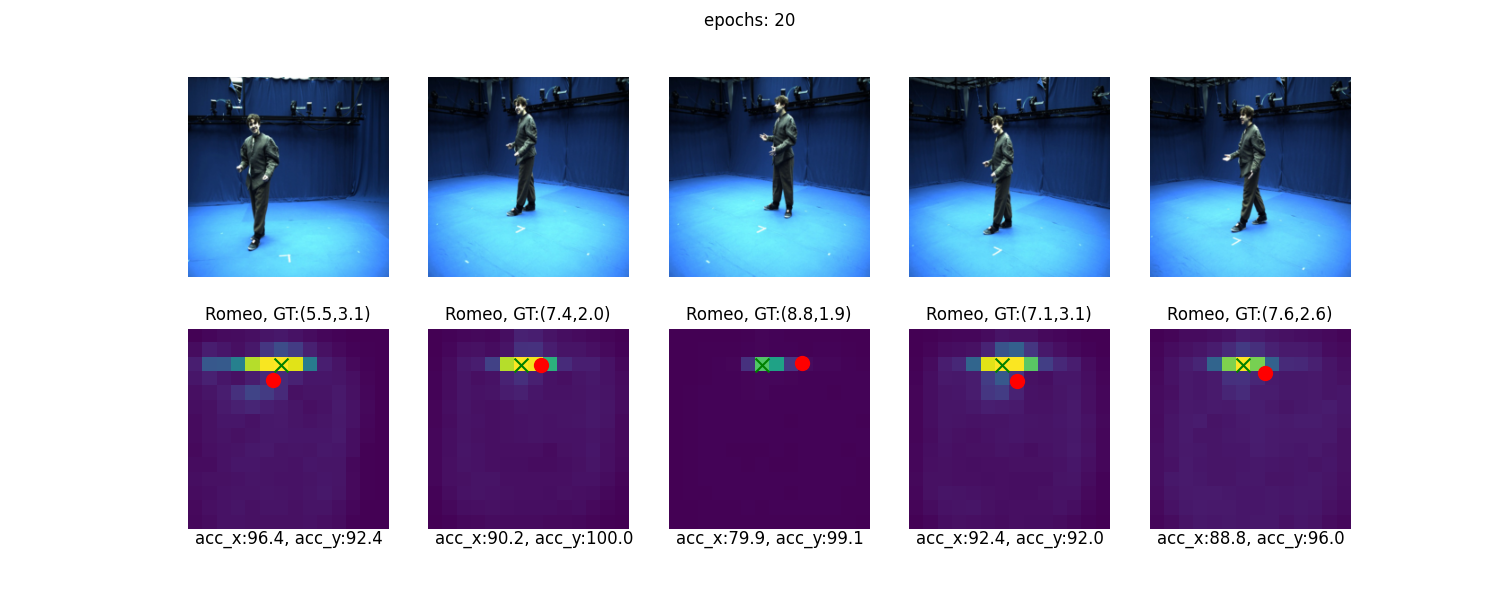 epochs: 20
Romeo, GT:(5.5,3.1)
Romeo, GT:(7.4,2.0)
Romeo, GT:(8.8,1.9)
Romeo, GT:(7.1,3.1)
Romeo, GT:(7.6,2.6)
acc_x:96.4, acc_y:92.4
acc_x:90.2, acc_y:100.0
acc_x:79.9, acc_y:99.1
acc_x:92.4, acc_y:92.0
acc_x:88.8, acc_y:96.0